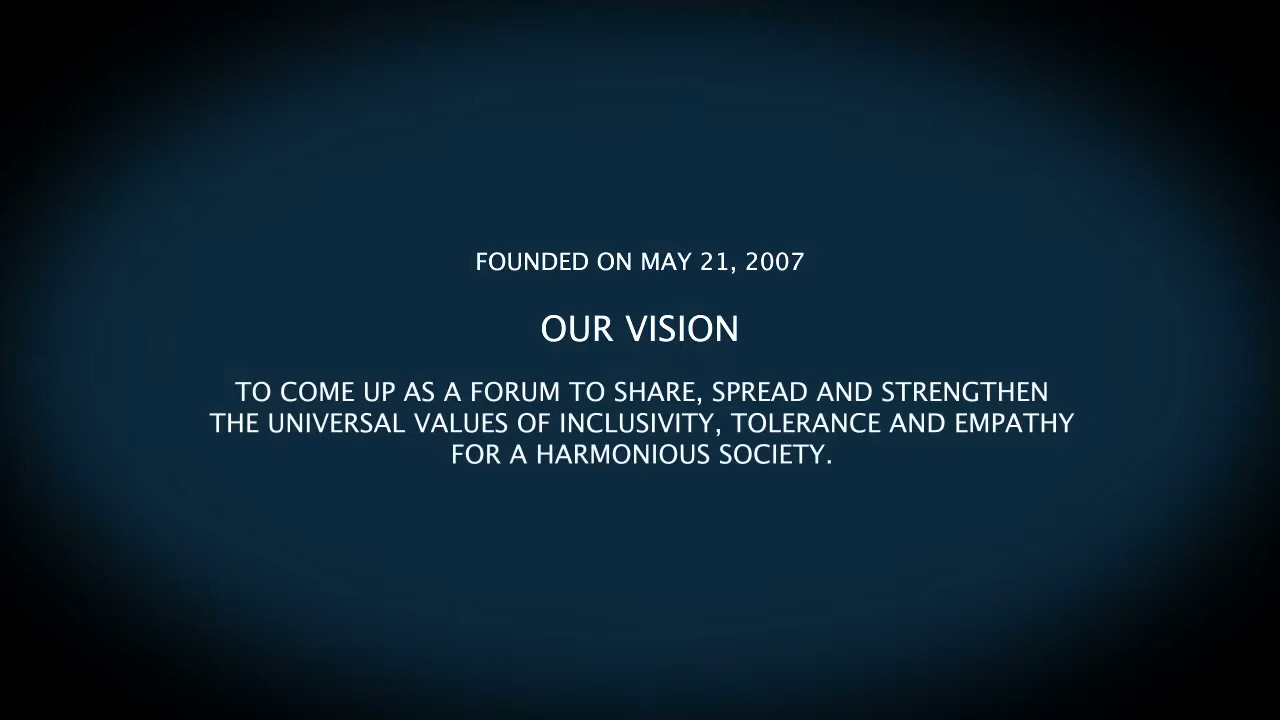 FOUNDED ON MAY 21, 2007
OUR VISION
TO COME UP AS A FORUM TO SHARE, SPREAD AND STRENGTHEN
THE UNIVERSAL VALUES OF INCLUSIVITY, TOLERANCE AND EMPATHY
FOR A HARMONIOUS SOCIETY.